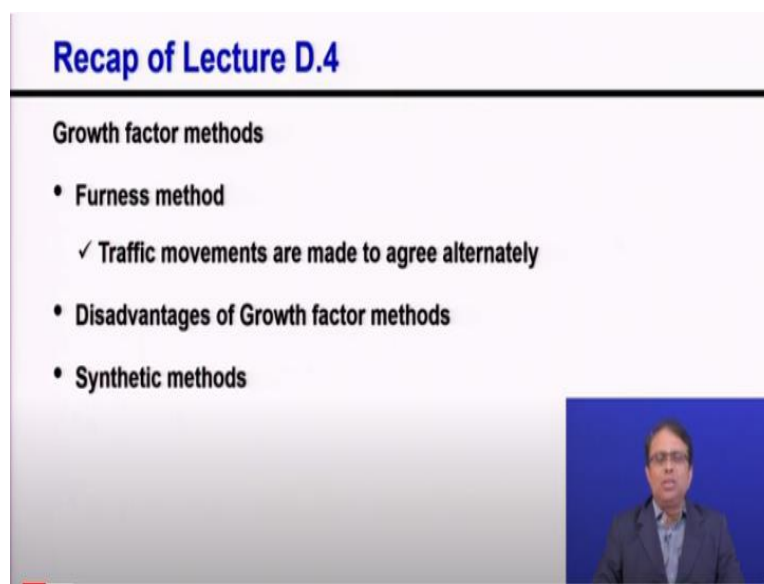 Recap of Lecture D.4
Growth factor methods
• Furness method
✓ Traffic movements are made to agree alternately
• Disadvantages of Growth factor methods
• Synthetic methods